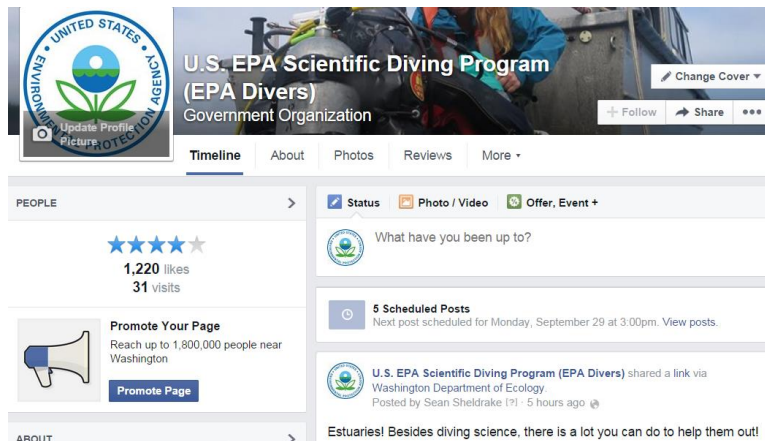 UNITED STATES
ENVIRONMENTAL PROTECTION AGENCY
Update Profile
Picture
U.S. EPA Scientific Diving Program
(EPA Divers)
Government Organization
Change Cover
Follow
Share
Timeline
About
Photos
Reviews
More
PEOPLE
1,220 likes
31 visits
Promote Your Page
Reach up to 1,800,000 people near
Washington
Promote Page
ABOUT
Status
Photo / Video
Offer, Event +
What have you been up to?
5 Scheduled Posts
Next post scheduled for Monday, September 29 at 3:00pm. View posts.
U.S. EPA Scientific Diving Program (EPA Divers) shared a link via
Washington Department of Ecology.
Posted by Sean Sheldrake [?] · 5 hours ago
Estuaries! Besides diving science, there is a lot you can do to help them out!